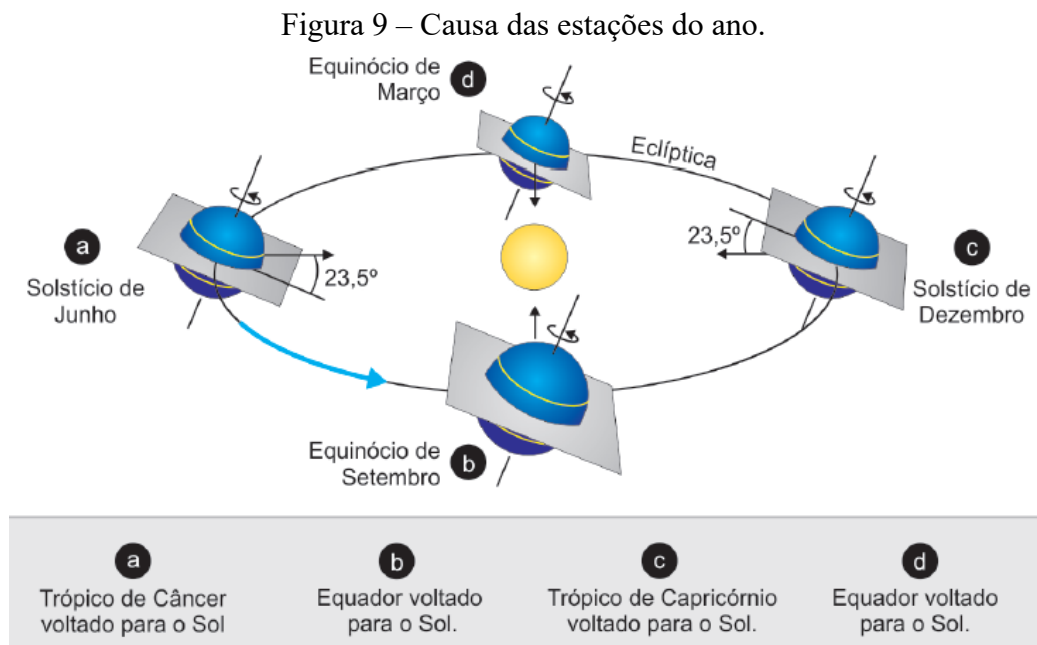 Figura 9 – Causa das estações do ano.
Equinócio de
Março
d
Eclíptica
a
Solstício de
Junho
23,5º
23,5º
c
Solstício de
Dezembro
Equinócio de
Setembro
b
a
Trópico de Câncer
voltado para o Sol
b
Equador voltado
para o Sol.
c
Trópico de Capricórnio
voltado para o Sol.
d
Equador voltado
para o Sol.